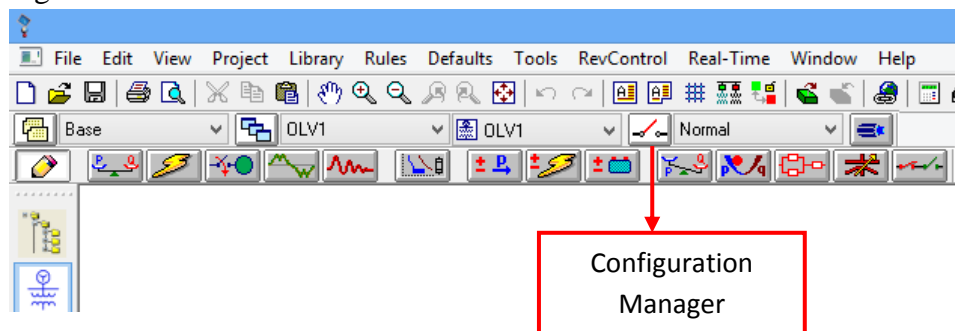 File Edit View Project Library Rules Defaults Tools RevControl Real-Time Window Help
Base OLV1 OLV1 Normal
Configuration
Manager